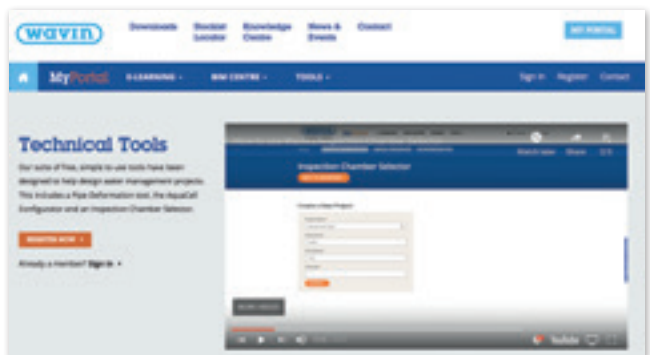 wavin
Downloads
Stockist Locator
Knowledge Centre
News & Events
Contact
MY PORTAL
MyPortal
E-LEARNING
BIM CENTRE
TOOLS
Sign in
Register
Contact
Technical Tools
Our suite of free, simple to use tools have been
designed to help design water management projects.
This includes a Pipe Deformation tool, the AquaCell
Configurator and an Inspection Chamber Selector.
REGISTER NOW
Already a member? Sign in
Inspection Chamber Selector
Watch later
Share
Create a New Project
YouTube